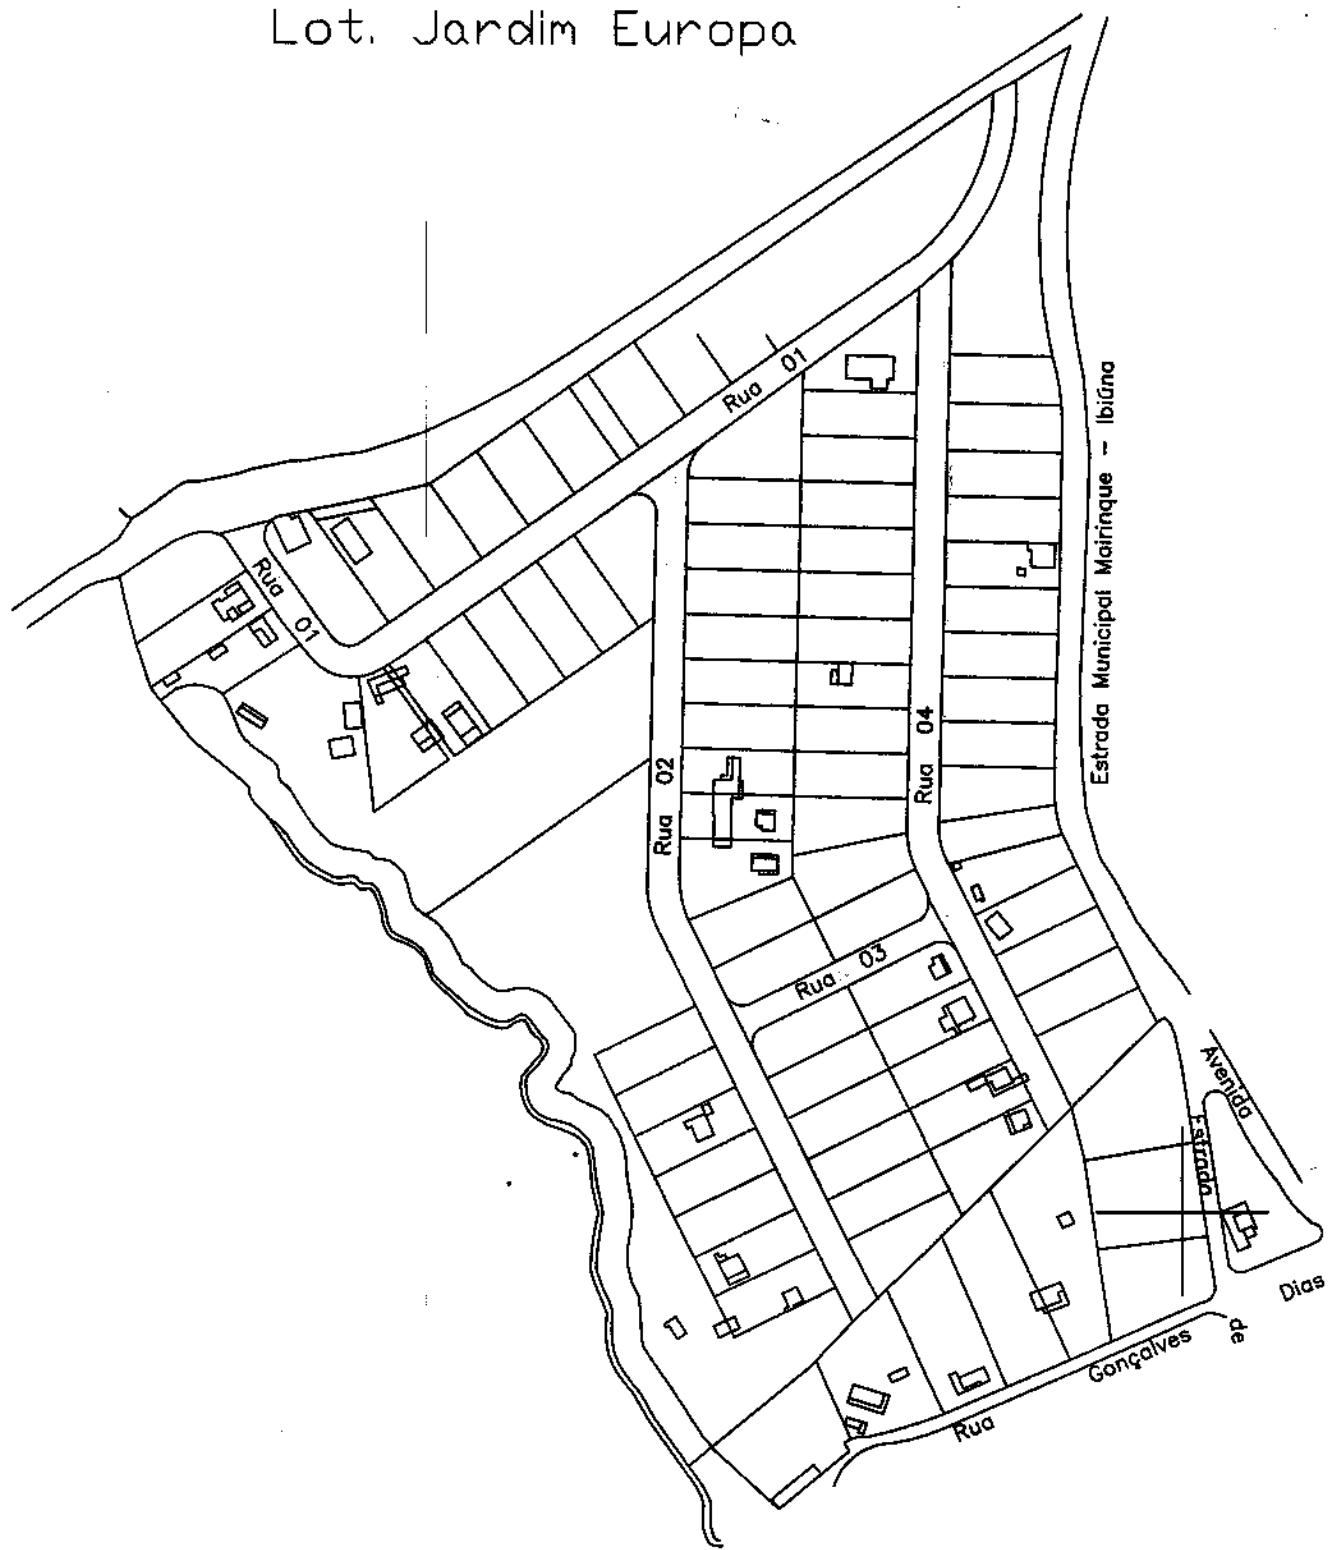 Lot. Jardim Europa
Rua 01
Rua 01
Estrada Municipal Mairinque - Ibiúna
Rua 04
Rua 02
Rua 03
Avenida
Estrada
Dias
de
Gonçalves
Rua